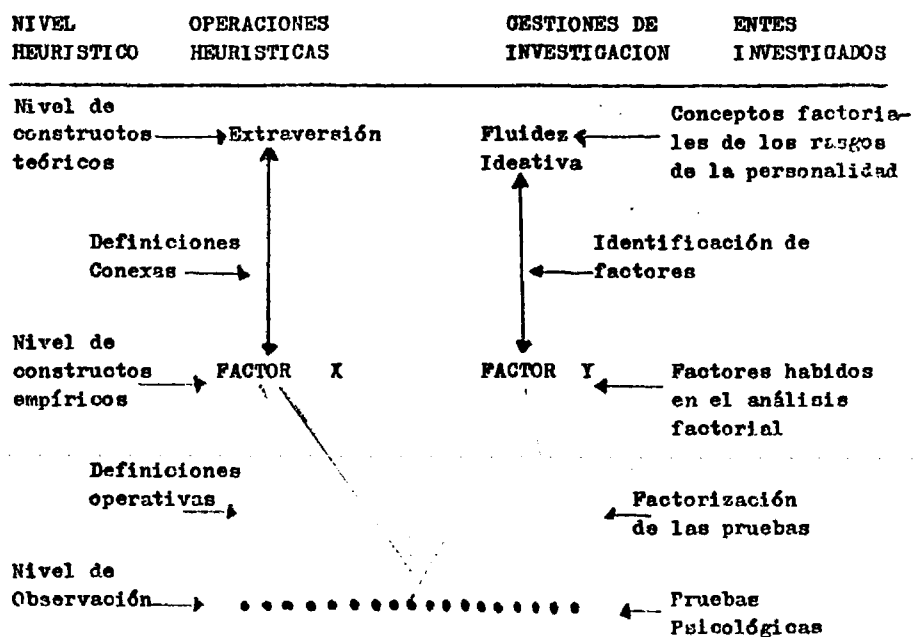 NIVEL OPERACIONES GESTIONES DE ENTES
HEURISTICO HEURISTICAS INVESTIGACION INVESTIGADOS
Nivel de
constructos Extraversión Fluidez Conceptos factoria-
teóricos Ideativa les de los rasgos
de la personalidad
Definiciones Identificación de
Conexas factores
Nivel de
constructos FACTOR X FACTOR Y Factores habidos
empíricos en el análisis
factorial
Definiciones Factorización
operativas de las pruebas
Nivel de
Observación Pruebas
Psicológicas